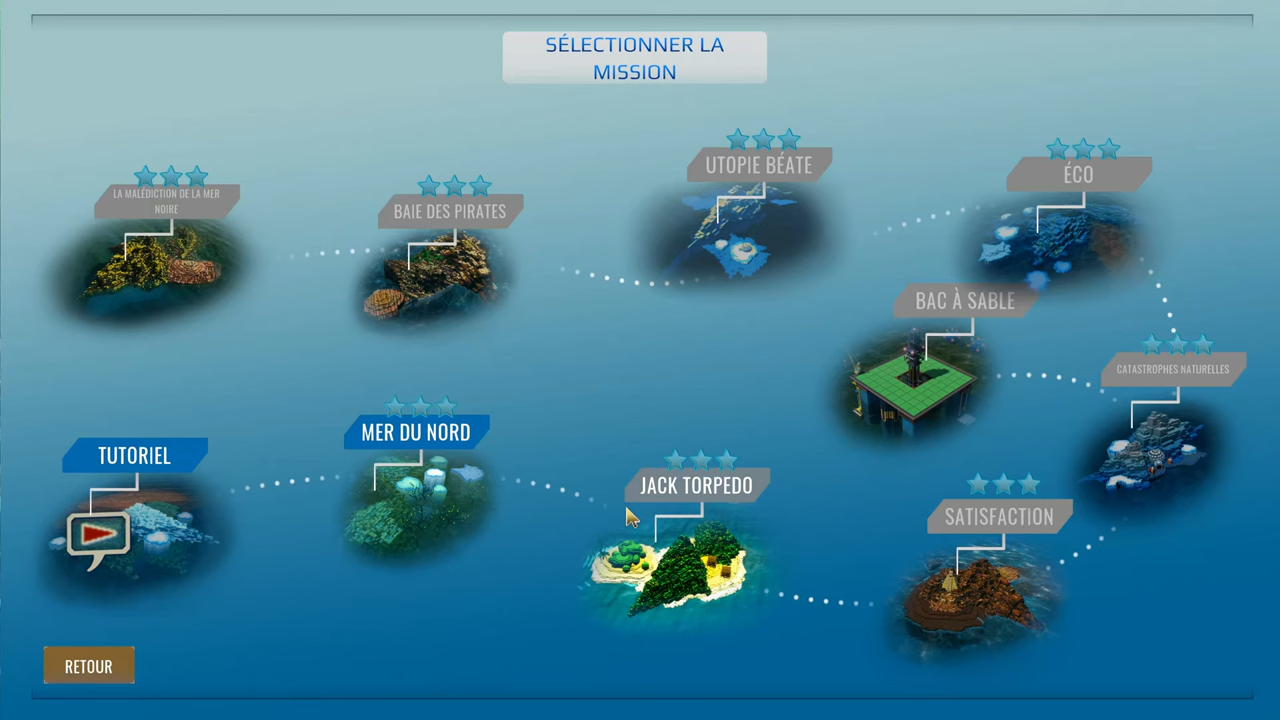 SÉLECTIONNER LA
MISSION
UTOPIE BÉATE
ÉCO
LA MALÉDICTION DE LA MER
NOIRE
BAIE DES PIRATES
BAC À SABLE
CATASTROPHES NATURELLES
MER DU NORD
TUTORIEL
JACK TORPEDO
SATISFACTION
RETOUR